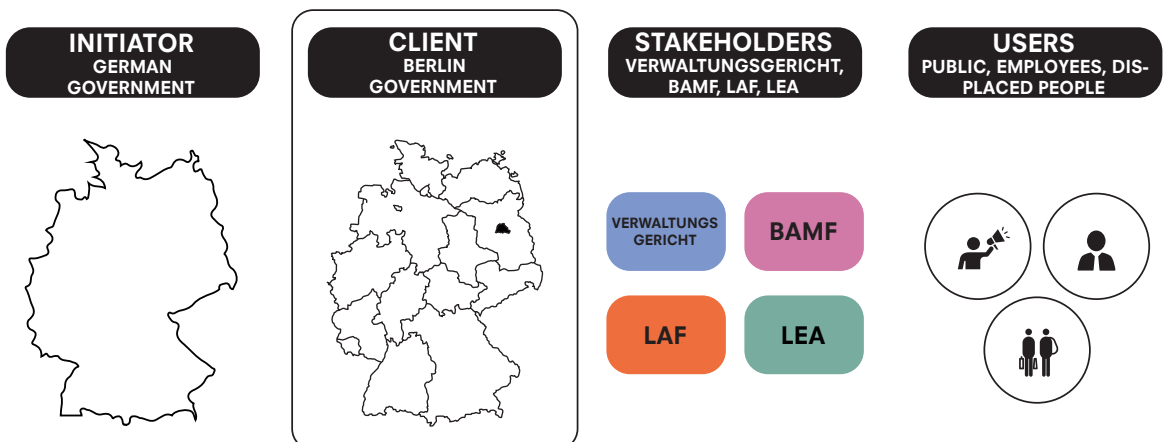 INITIATOR
GERMAN
GOVERNMENT
CLIENT
BERLIN
GOVERNMENT
STAKEHOLDERS
VERWALTUNGSGERICHT,
BAMF, LAF, LEA
USERS
PUBLIC, EMPLOYEES, DIS-
PLACED PEOPLE
VERWALTUNGS
GERICHT
BAMF
LAF
LEA